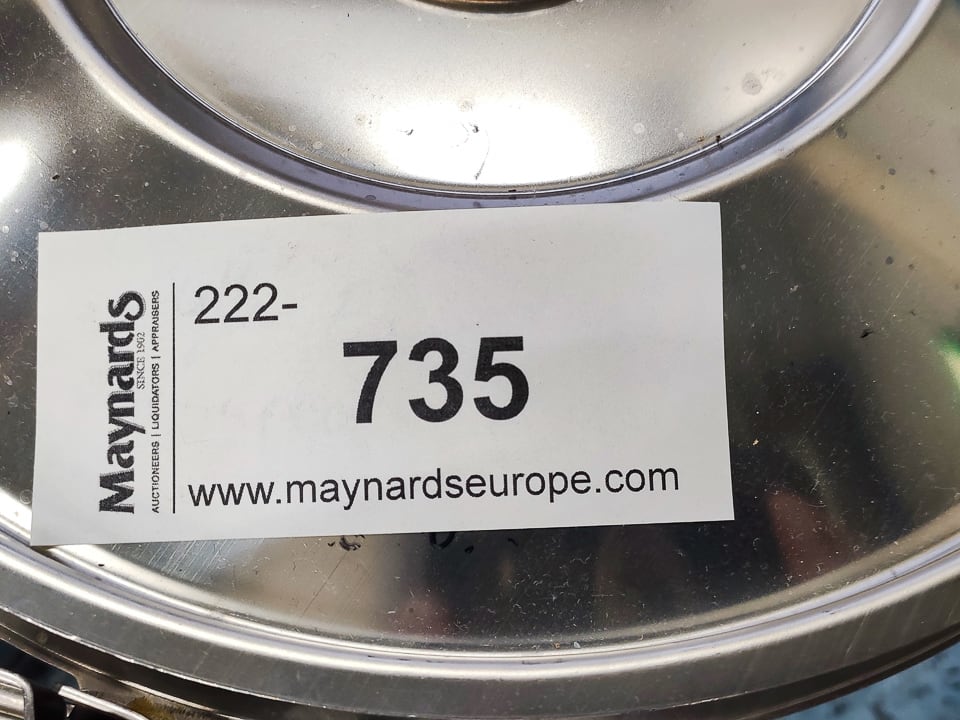 Maynards
SINCE 1902
AUCTIONEERS | LIQUIDATORS | APPRAISERS
222-
735
www.maynardseurope.com